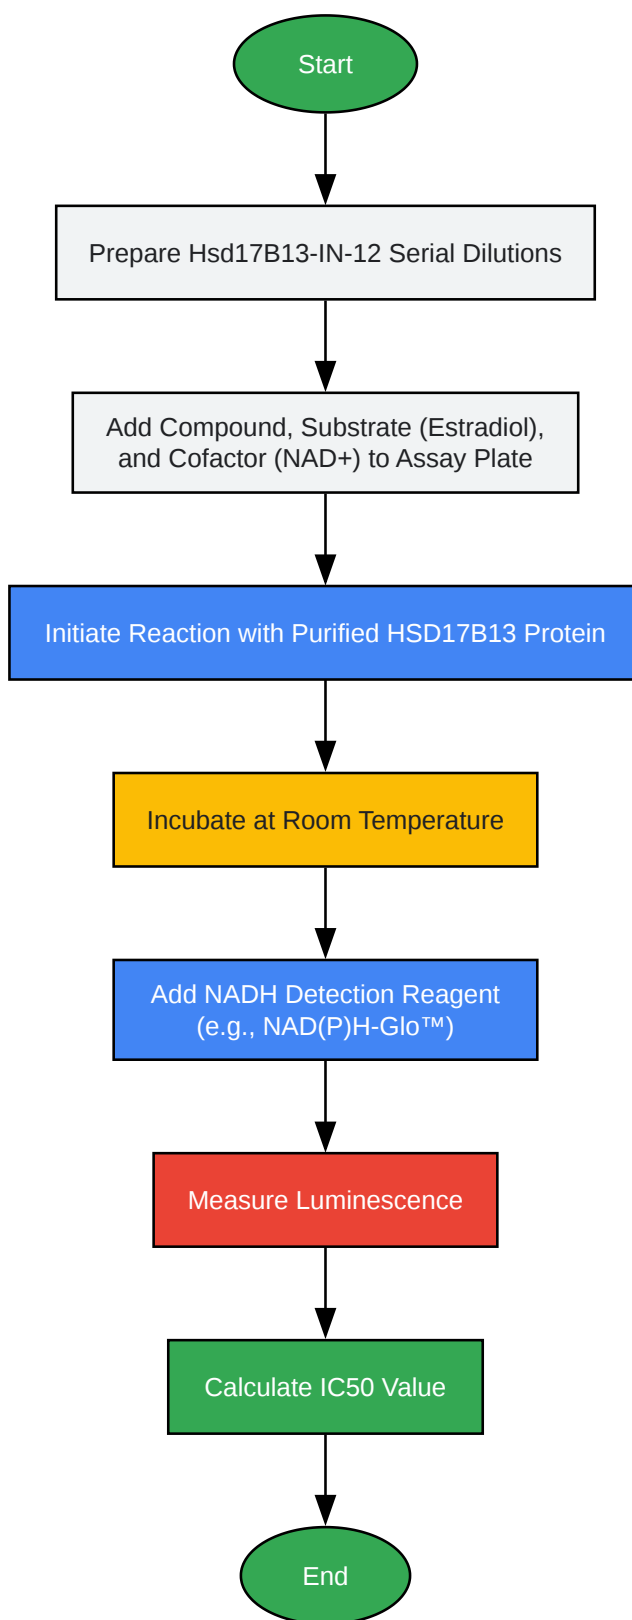 Start
Prepare Hsd17B13-IN-12 Serial Dilutions
Add Compound, Substrate (Estradiol),
and Cofactor (NAD+) to Assay Plate
Initiate Reaction with Purified HSD17B13 Protein
Incubate at Room Temperature
Add NADH Detection Reagent
(e.g., NAD(P)H-Glo™)
Measure Luminescence
Calculate IC50 Value
End